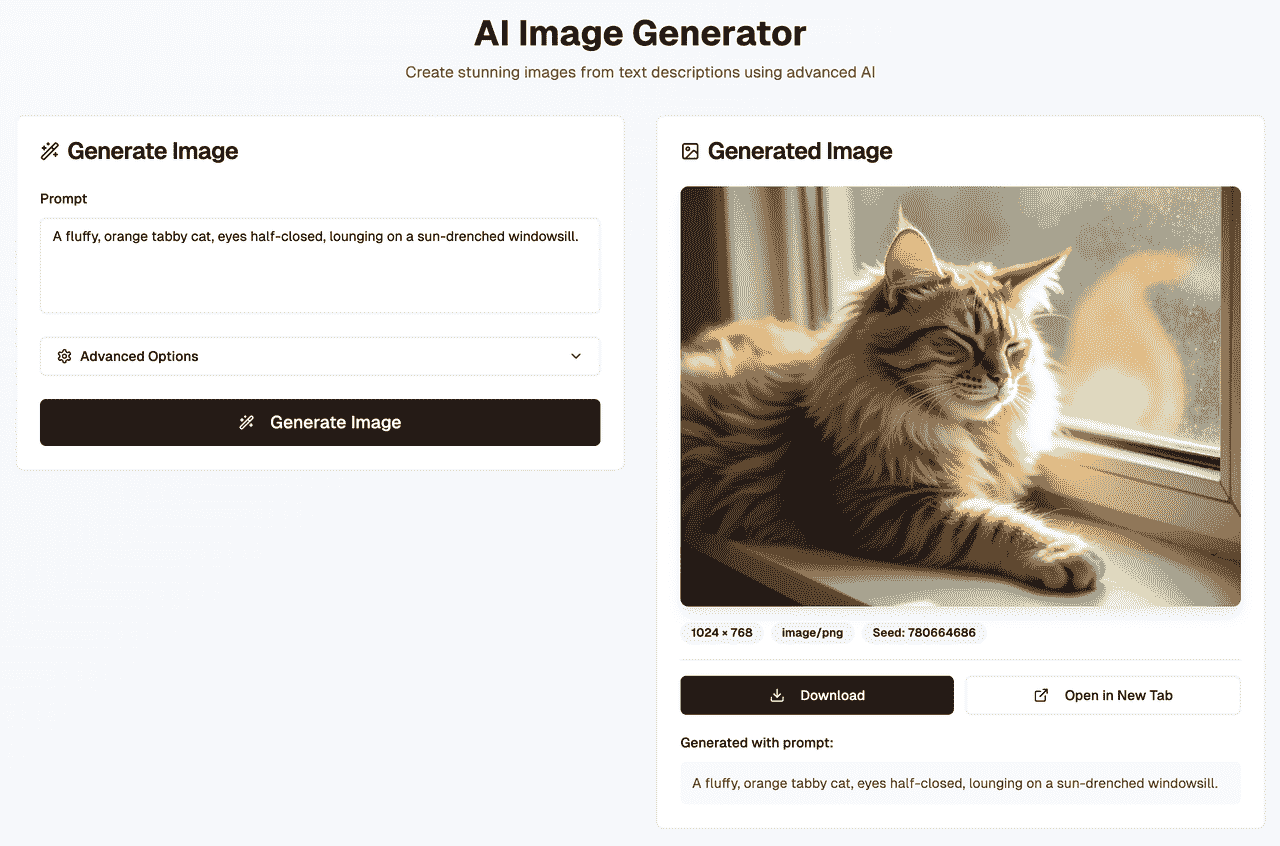 AI Image Generator
Create stunning images from text descriptions using advanced AI
Generate Image
Prompt
A fluffy, orange tabby cat, eyes half-closed, lounging on a sun-drenched windowsill.
Advanced Options
Generate Image
Generated Image
1024 × 768
image/png
Seed: 780664686
Download
Open in New Tab
Generated with prompt:
A fluffy, orange tabby cat, eyes half-closed, lounging on a sun-drenched windowsill.